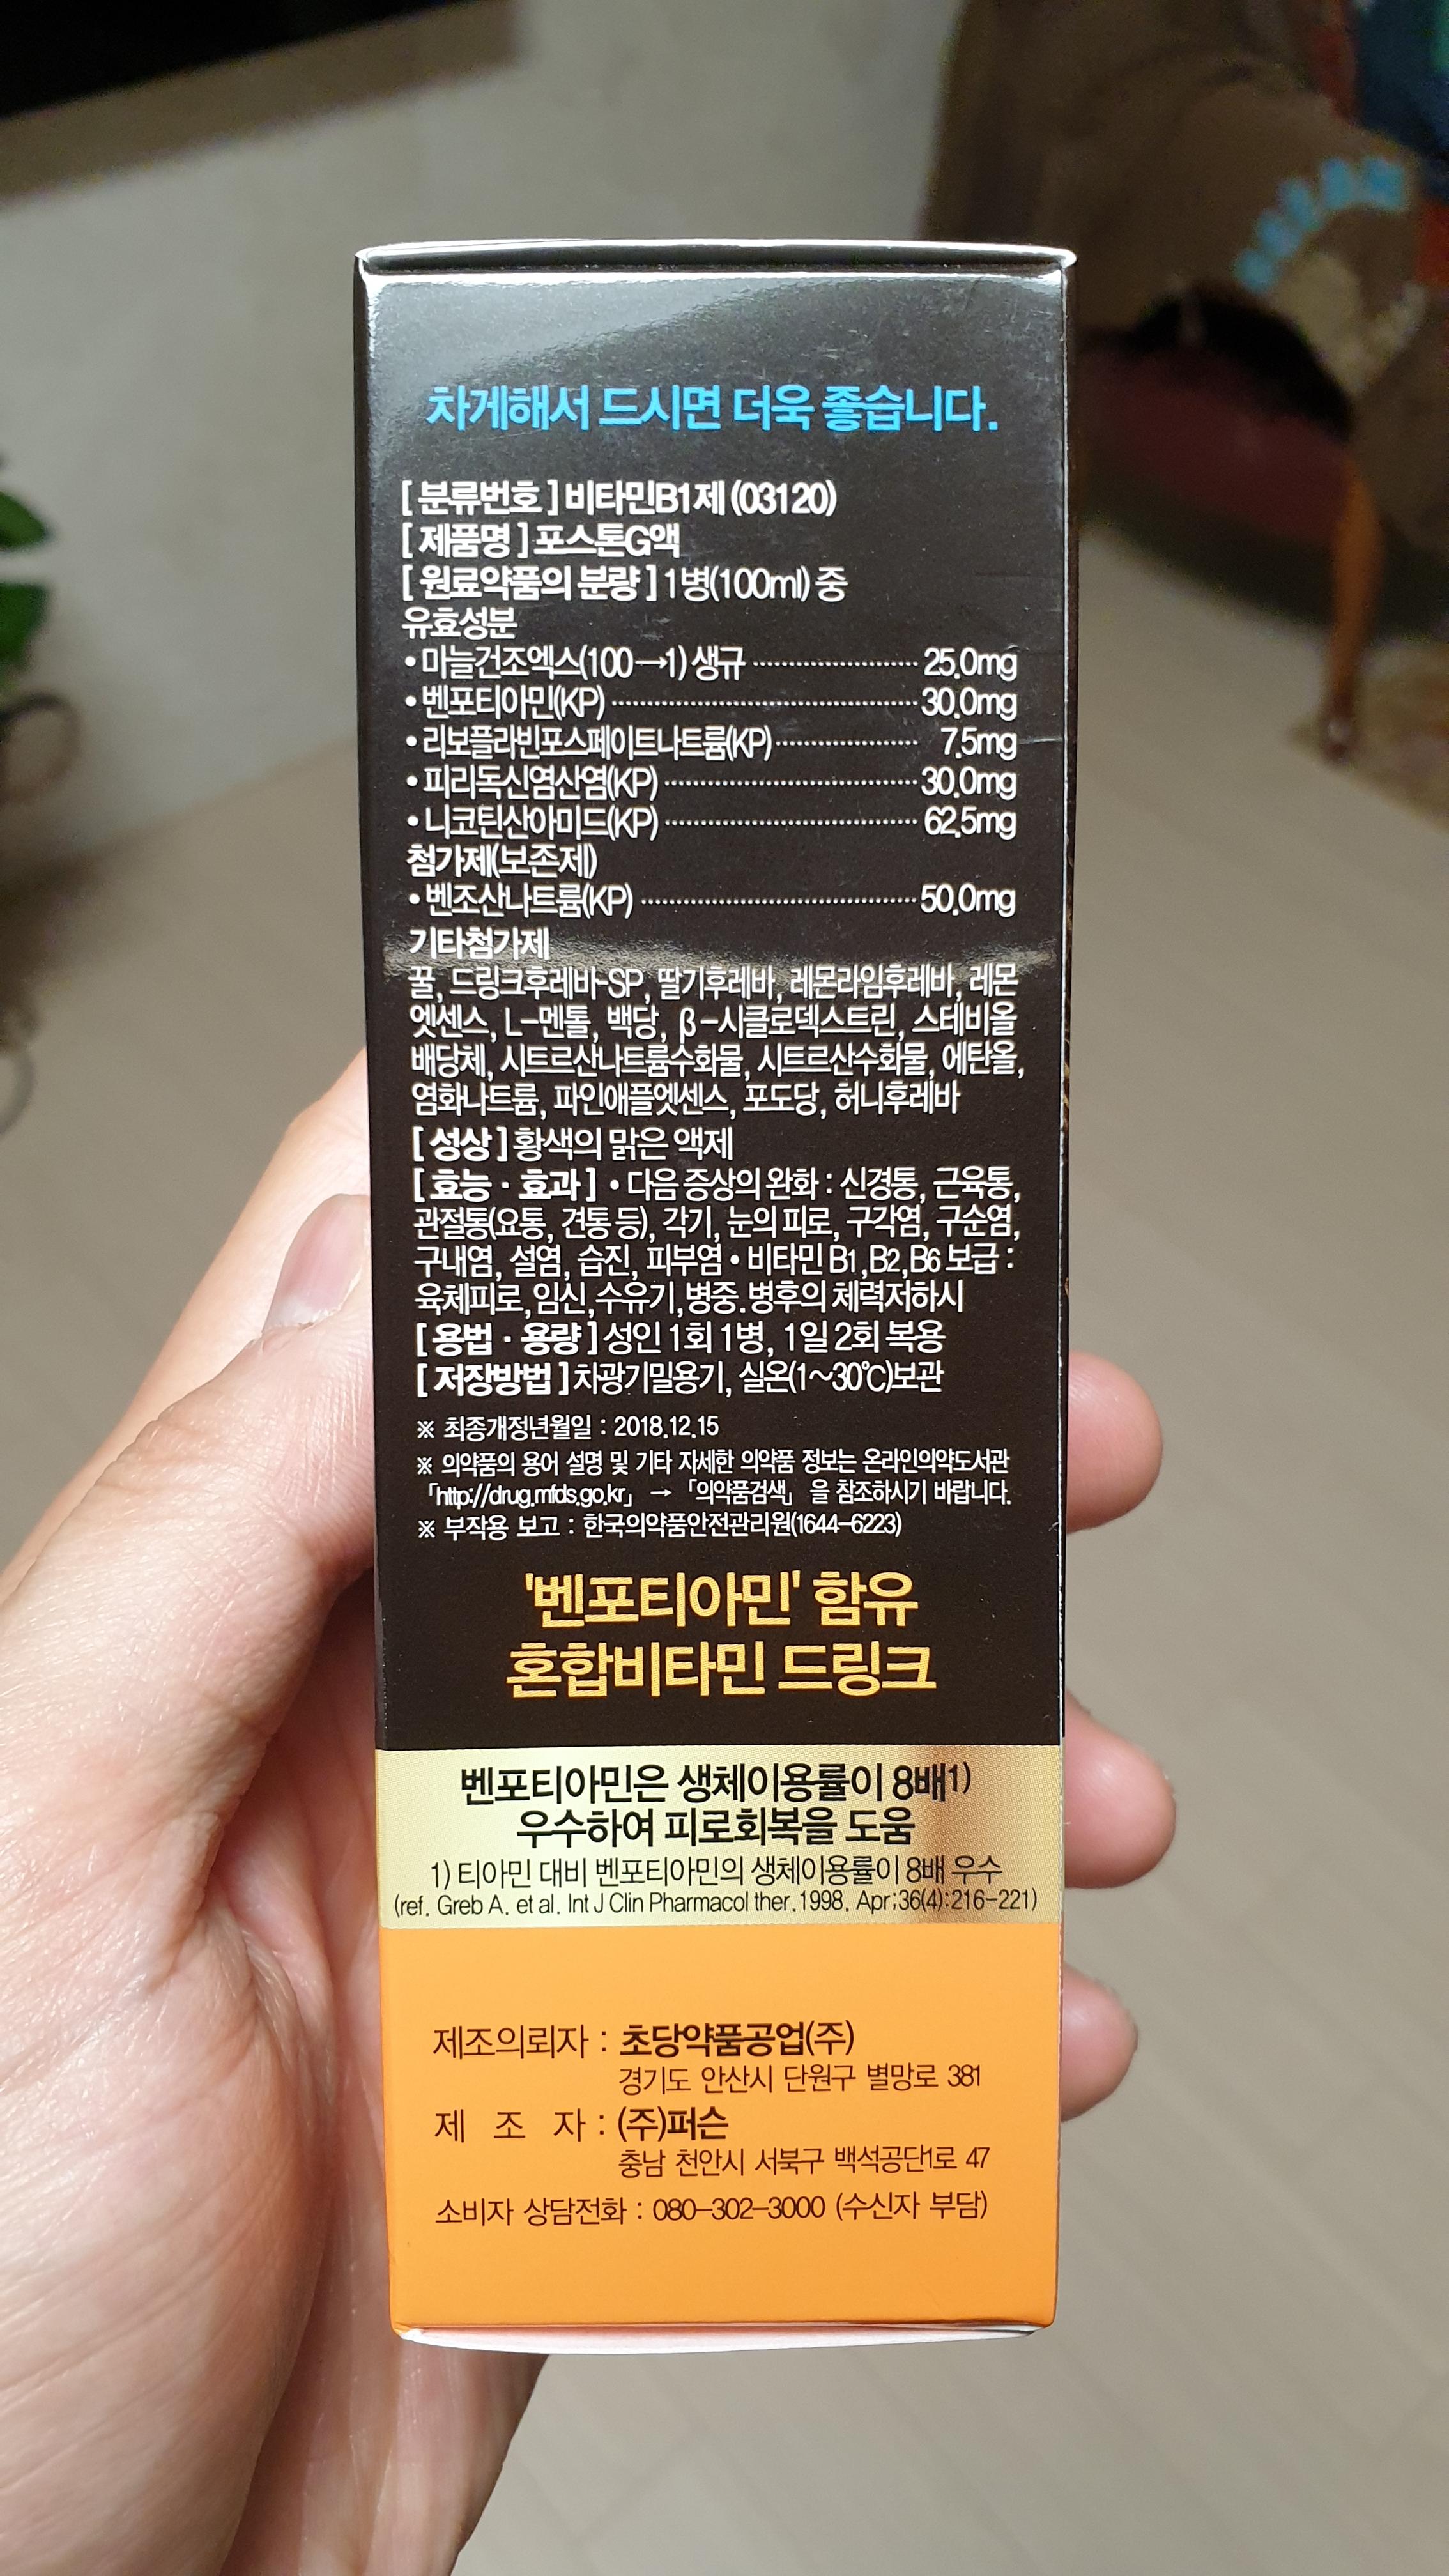 차게해서 드시면 더욱 좋습니다.
[ 분류번호 ] 비타민B1제 (03120)
[ 제품명 ] 포스톤G액
[ 원료약품의 분량 ] 1병(100ml) 중
유효성분
• 마늘건조엑스(100→1) 생규 ···················· 25.0mg
• 벤포티아민(KP) ···················· 30.0mg
• 리보플라빈포스페이트나트륨(KP) ···················· 7.5mg
• 피리독신염산염(KP) ···················· 30.0mg
• 니코틴산아미드(KP) ···················· 62.5mg
첨가제(보존제)
• 벤조산나트륨(KP) ···················· 50.0mg
기타첨가제
꿀, 드링크후레바-SP, 딸기후레바, 레몬라임후레바, 레몬
엣센스, L-멘톨, 백당, β-시클로덱스트린, 스테비올
배당체, 시트르산나트륨수화물, 시트르산수화물, 에탄올,
염화나트륨, 파인애플엣센스, 포도당, 허니후레바
[ 성상 ] 황색의 맑은 액제
[ 효능 · 효과 ] • 다음 증상의 완화 : 신경통, 근육통,
관절통(요통, 견통 등), 각기, 눈의 피로, 구각염, 구순염,
구내염, 설염, 습진, 피부염 • 비타민 B1,B2,B6 보급 :
육체피로, 임신,수유기,병중.병후의 체력저하시
[ 용법 · 용량 ] 성인 1회 1병, 1일 2회 복용
[ 저장방법 ] 차광기밀용기, 실온(1~30℃)보관
※ 최종개정년월일 : 2018.12.15
※ 의약품의 용어 설명 및 기타 자세한 의약품 정보는 온라인의약도서관
「http://drug.mfds.go.kr」 → 「의약품검색」 을 참조하시기 바랍니다.
※ 부작용 보고 : 한국의약품안전관리원(1644-6223)
'벤포티아민' 함유
혼합비타민 드링크
벤포티아민은 생체이용률이 8배1)
우수하여 피로회복을 도움
1) 티아민 대비 벤포티아민의 생체이용률이 8배 우수
(ref. Greb A. et al. Int J Clin Pharmacol ther.1998. Apr;36(4):216-221)
제조의뢰자 : 초당약품공업(주)
경기도 안산시 단원구 별망로 381
제 조 자 : (주)퍼슨
충남 천안시 서북구 백석공단1로 47
소비자 상담전화 : 080-302-3000 (수신자 부담)